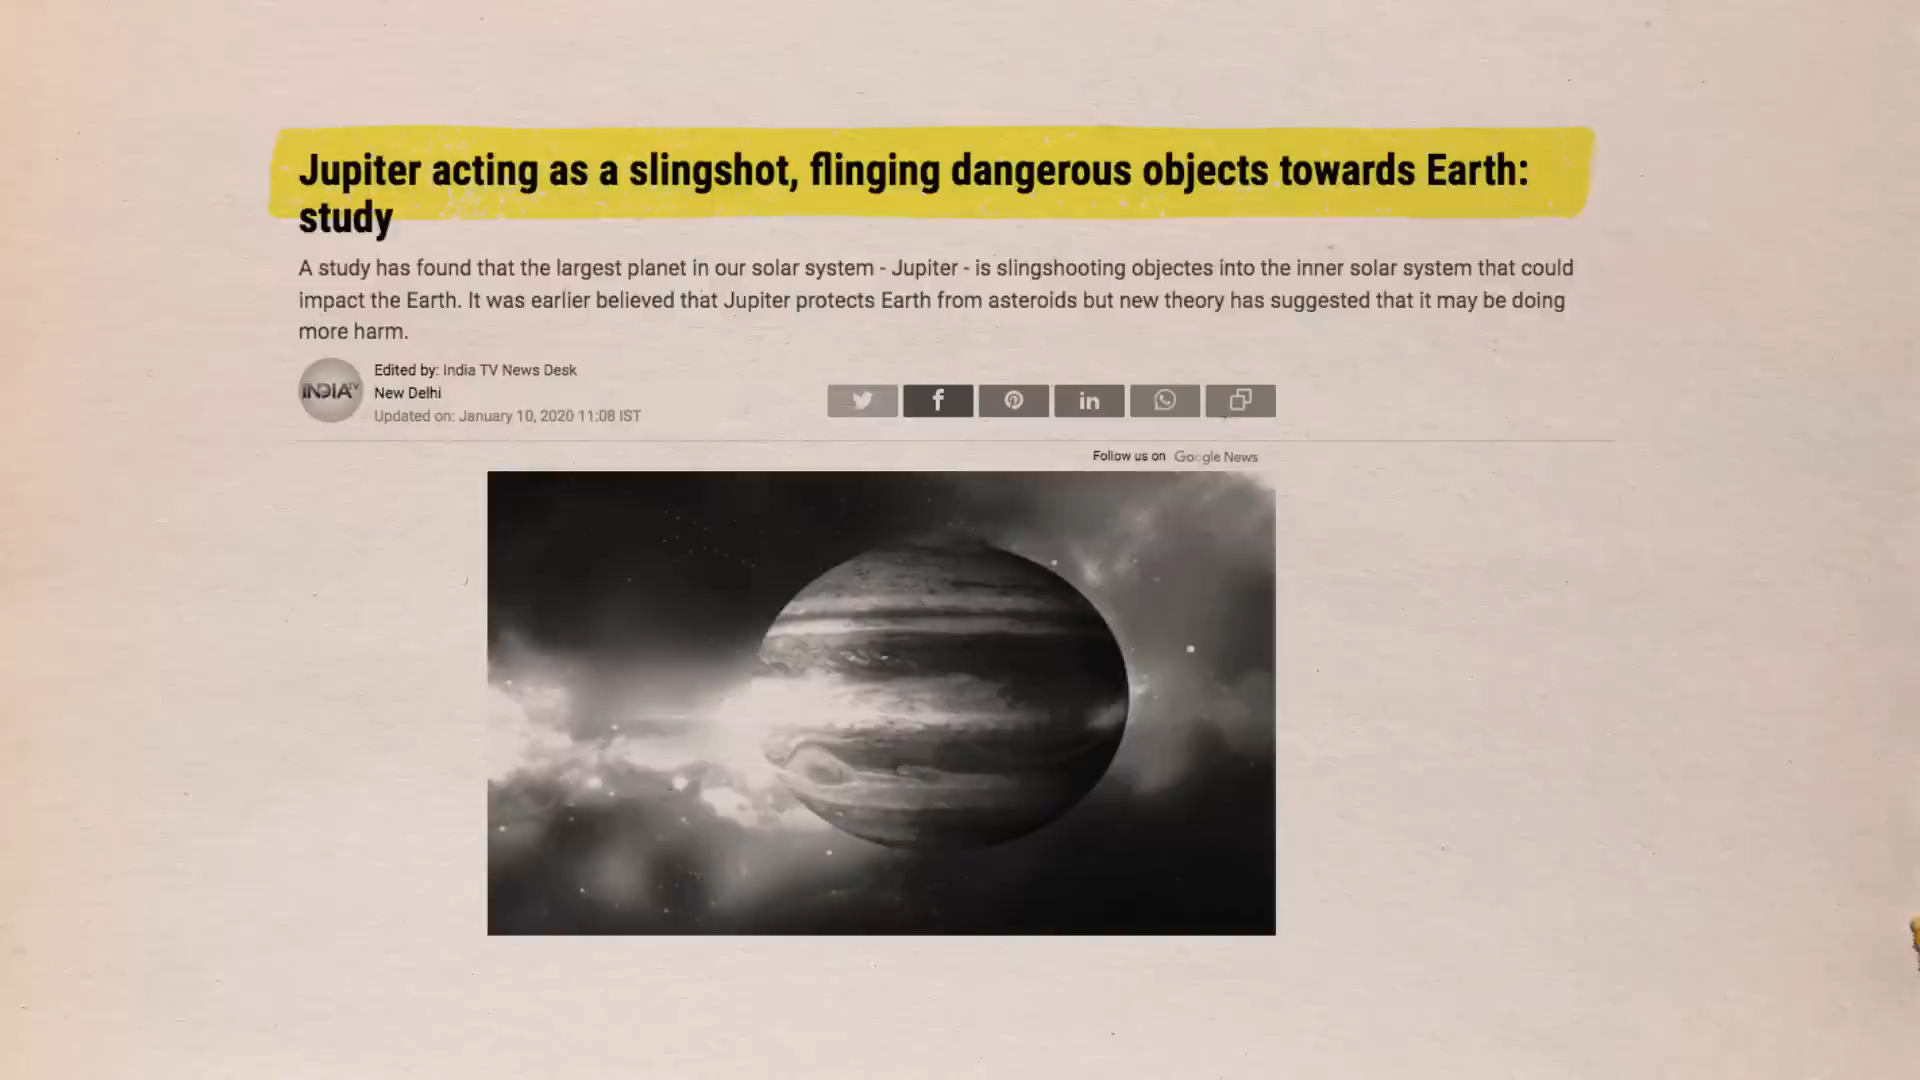 Jupiter acting as a slingshot, flinging dangerous objects towards Earth:
study
A study has found that the largest planet in our solar system - Jupiter - is slingshooting objectes into the inner solar system that could
impact the Earth. It was earlier believed that Jupiter protects Earth from asteroids but new theory has suggested that it may be doing
more harm.
INDIA TV
Edited by: India TV News Desk
New Delhi
Updated on: January 10, 2020 11:08 IST
Follow us on Google News